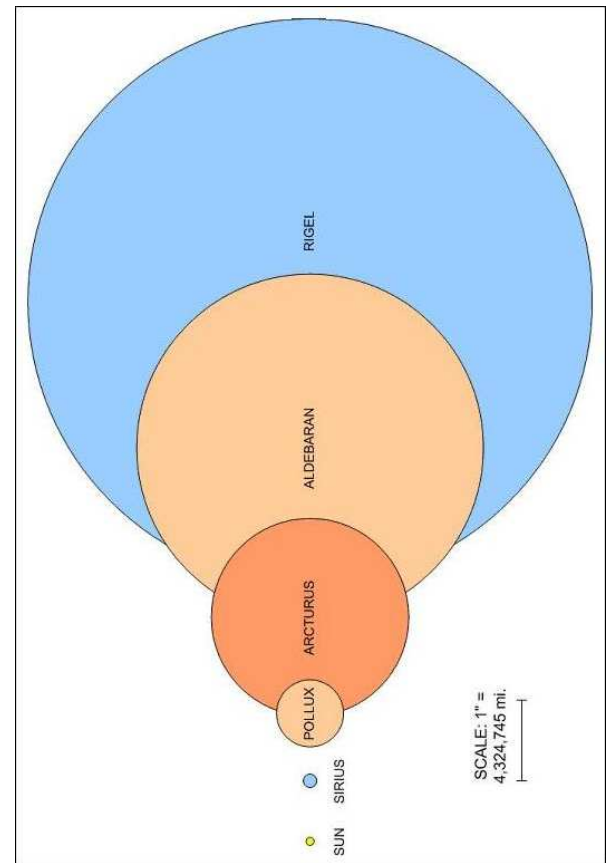 RIGEL
ALDEBARAN
ARCTURUS
POLLUX
SIRIUS
SUN
SCALE: 1" =
4,324,745 mi.